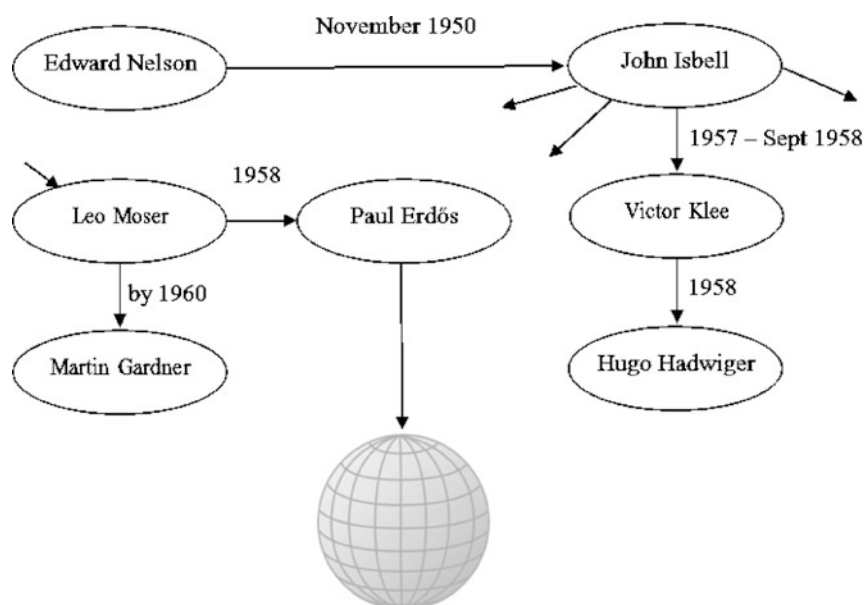 November 1950
Edward Nelson
John Isbell
1957 – Sept 1958
1958
Leo Moser
Paul Erdős
Victor Klee
by 1960
1958
Martin Gardner
Hugo Hadwiger